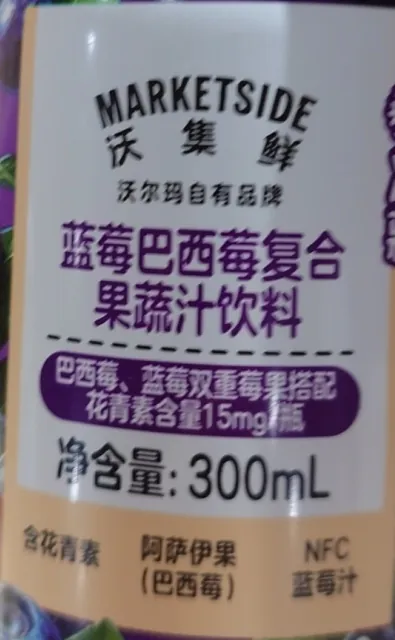 MARKETSIDE
沃集鲜
沃尔玛自有品牌
蓝莓巴西莓复合
果蔬汁饮料
巴西莓、蓝莓双重莓果搭配
花青素含量15mg/瓶
净含量: 300mL
含花青素 阿萨伊果 NFC
(巴西莓) 蓝莓汁